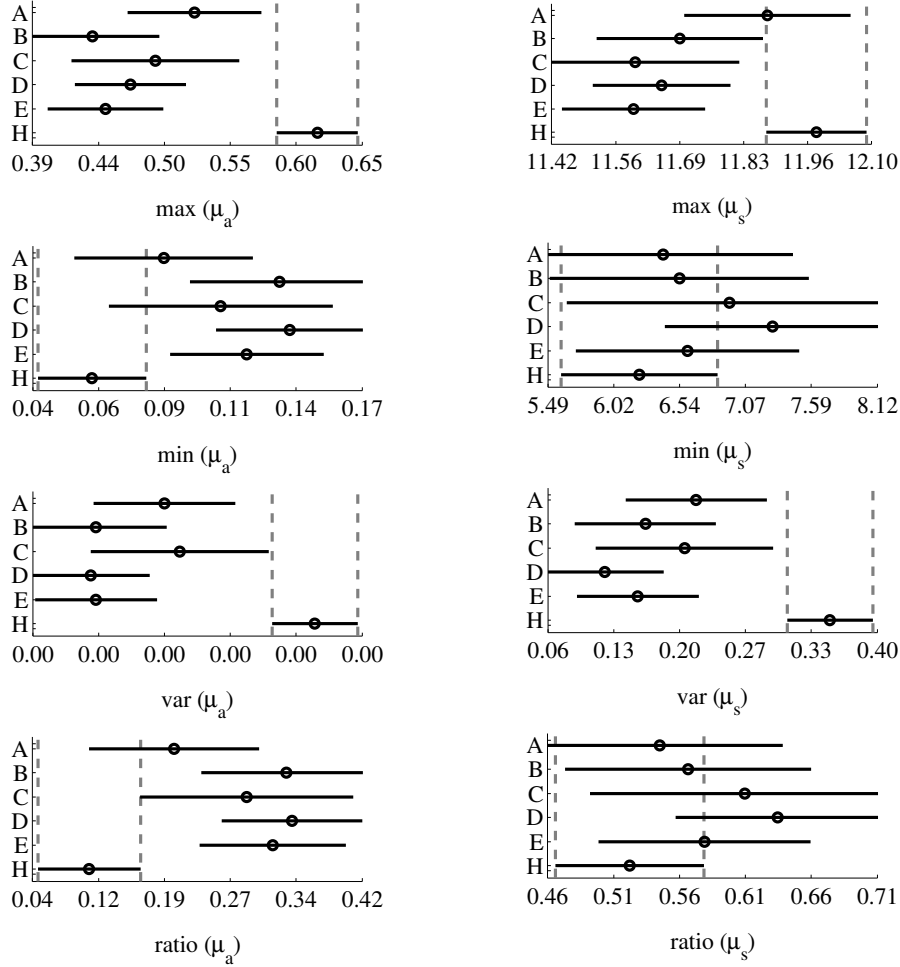 A
B
C
D
E
H
0.39 0.44 0.50 0.55 0.60 0.65
max (μa)
A
B
C
D
E
H
11.42 11.56 11.69 11.83 11.96 12.10
max (μs)
A
B
C
D
E
H
0.04 0.06 0.09 0.11 0.14 0.17
min (μa)
A
B
C
D
E
H
5.49 6.02 6.54 7.07 7.59 8.12
min (μs)
A
B
C
D
E
H
0.00 0.00 0.00 0.00 0.00 0.00
var (μa)
A
B
C
D
E
H
0.06 0.13 0.20 0.27 0.33 0.40
var (μs)
A
B
C
D
E
H
0.04 0.12 0.19 0.27 0.34 0.42
ratio (μa)
A
B
C
D
E
H
0.46 0.51 0.56 0.61 0.66 0.71
ratio (μs)